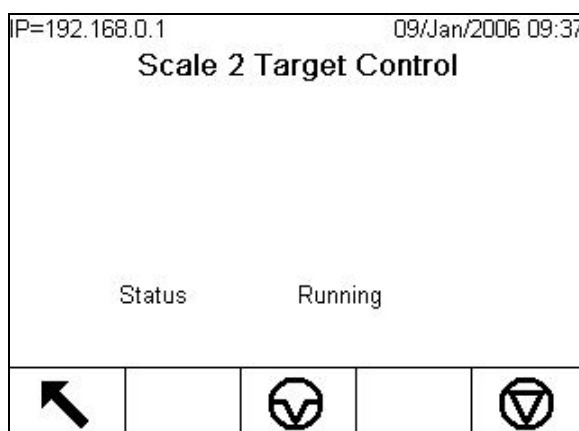 IP=192.168.0.1 09/Jan/2006 09:37
Scale 2 Target Control
Status Running